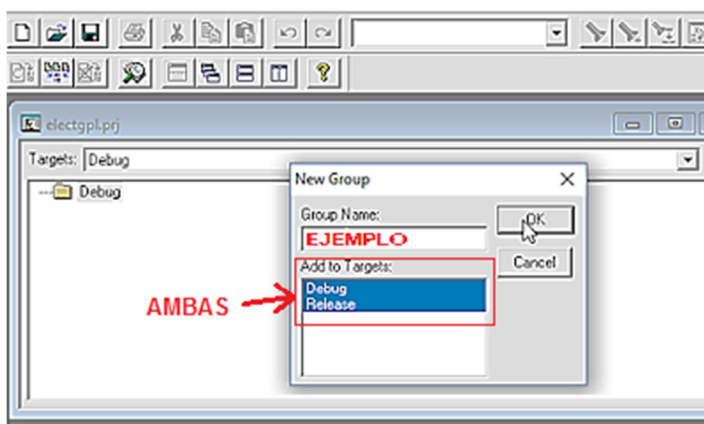 electgpl.prj
Targets: Debug
Debug
New Group
Group Name:
OK
EJEMPLO
Add to Targets:
Cancel
Debug
Release
AMBAS